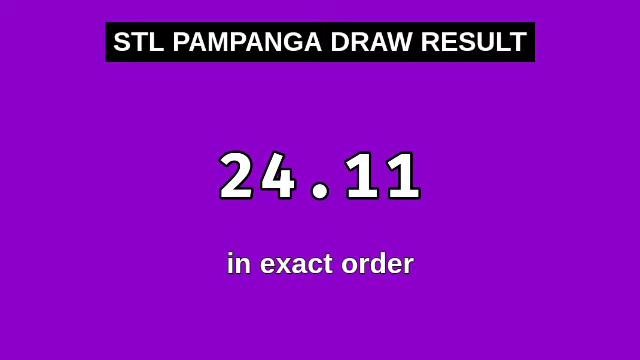 STL PAMPANGA DRAW RESULT
24.11
in exact order